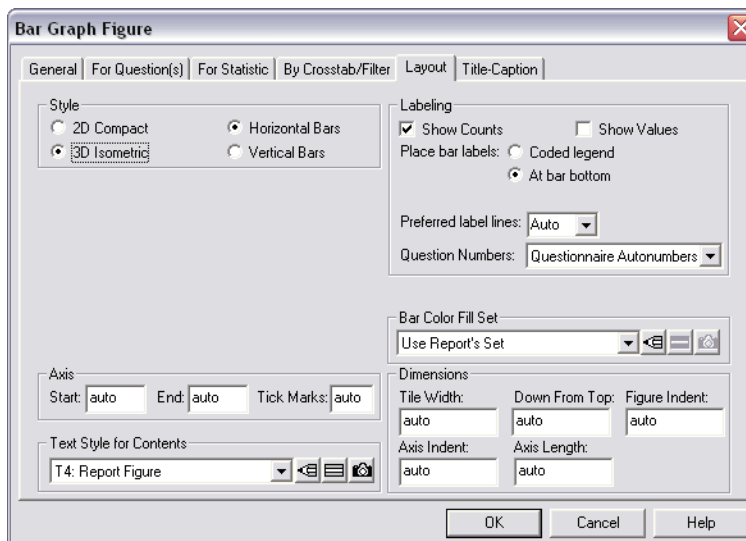 Bar Graph Figure
General For Question(s) For Statistic By Crosstab/Filter Layout Title-Caption
Style
2D Compact Horizontal Bars
3D Isometric Vertical Bars
Labeling
Show Counts Show Values
Place bar labels: Coded legend
At bar bottom
Preferred label lines: Auto
Question Numbers: Questionnaire Autonumbers
Bar Color Fill Set
Use Report's Set
Axis
Start: auto End: auto Tick Marks: auto
Text Style for Contents
T4: Report Figure
Dimensions
Tile Width: Down From Top: Figure Indent:
auto auto auto
Axis Indent: Axis Length:
auto auto
OK Cancel Help